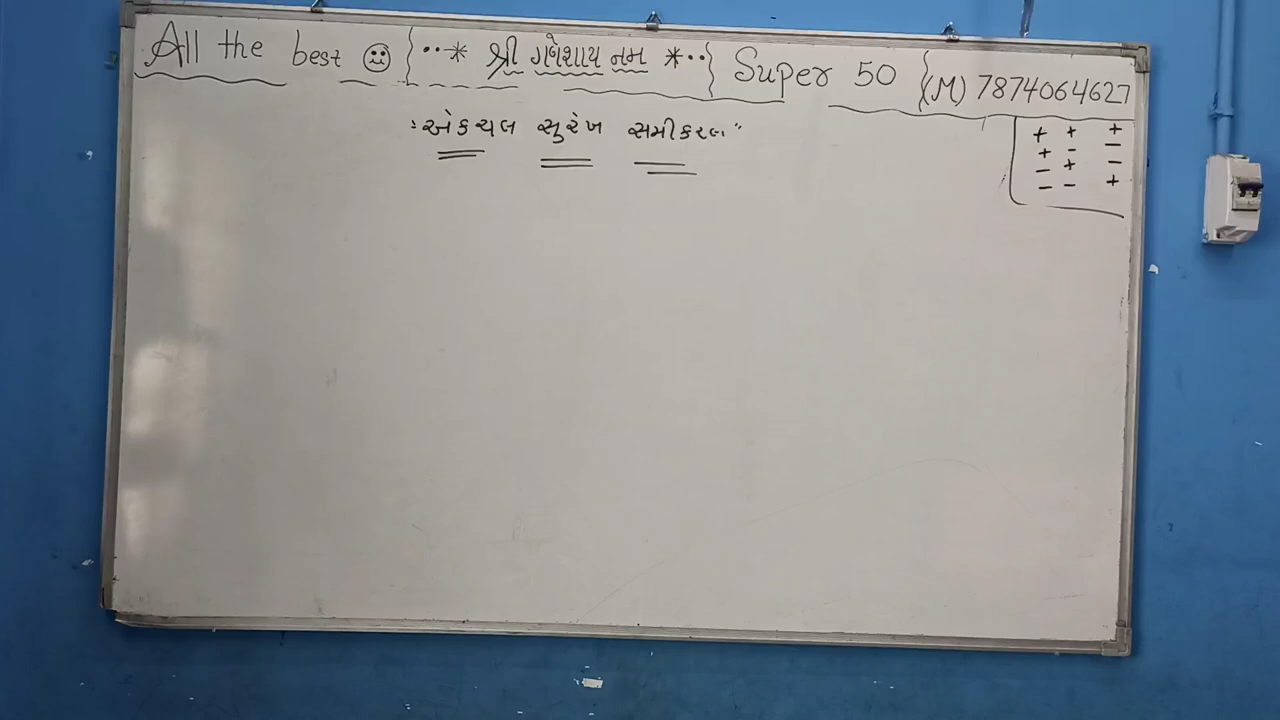 All the best ☺ ··* શ્રી ગણેશાય નમ *·· Super 50 (M) 7874064627
:એકચલ સુરેખ સમીકરણ"
+ + +
+ - -
- + -
- - +